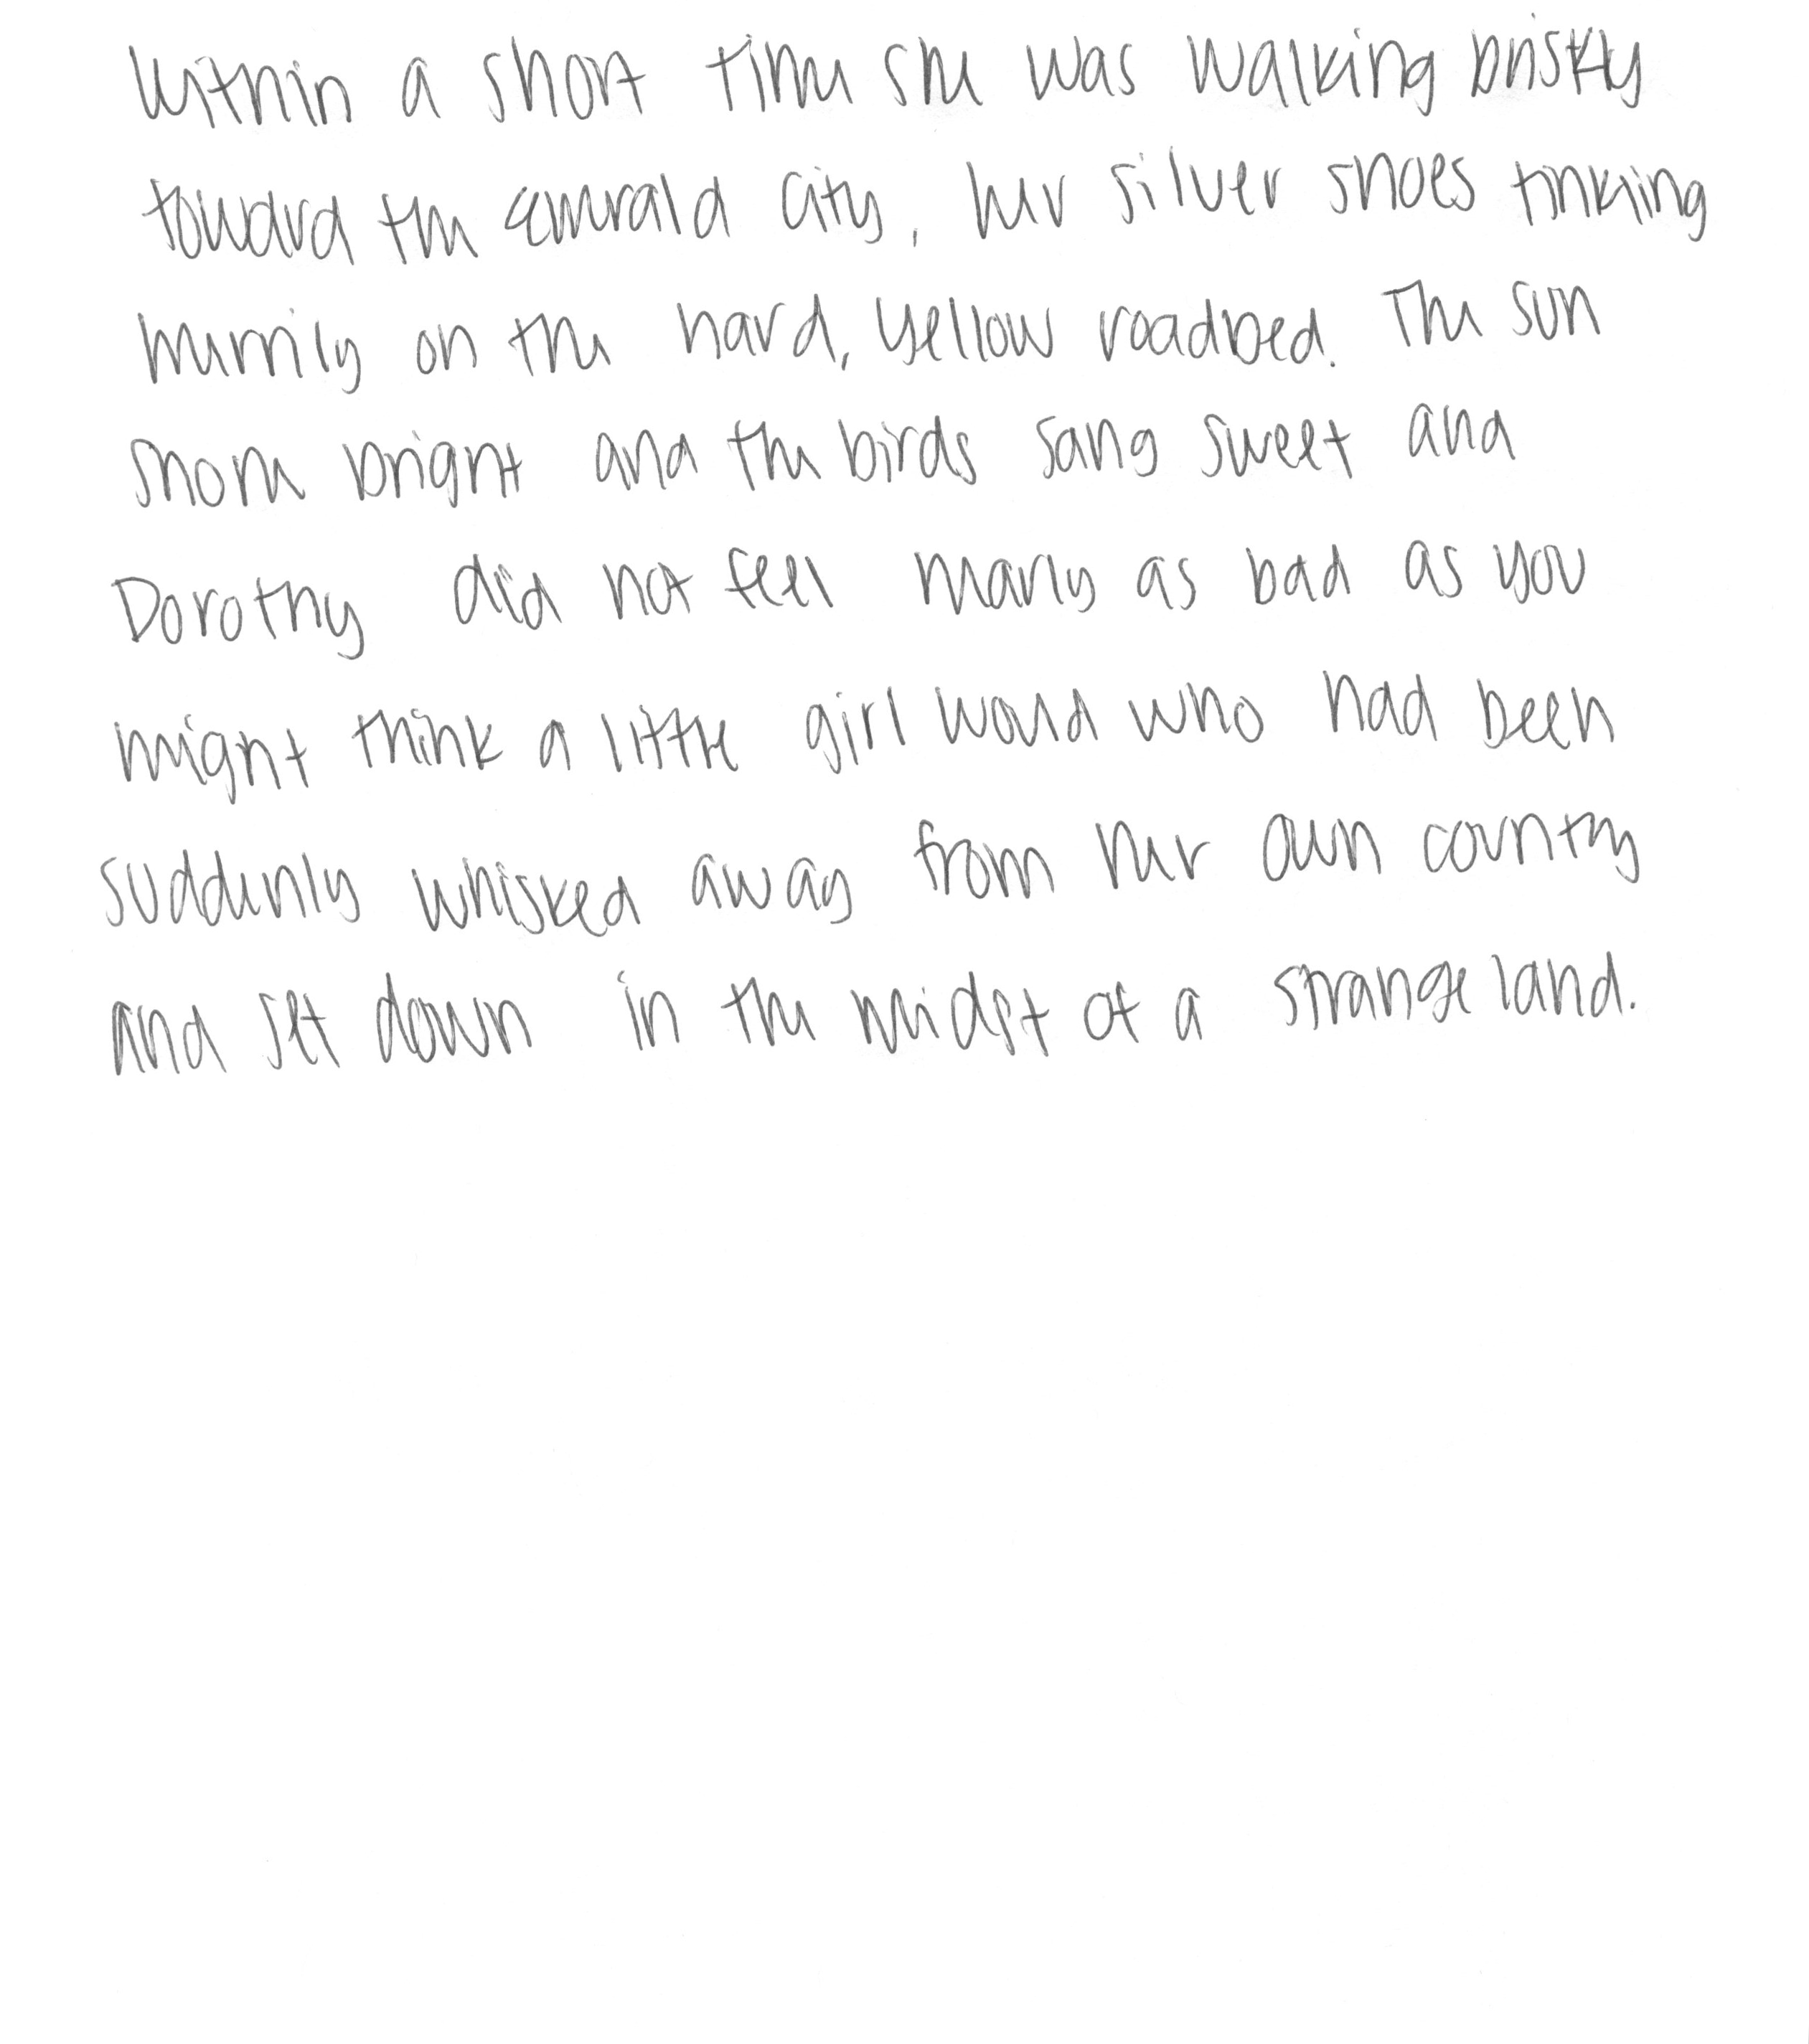 Within a short time she was walking briskly
toward the Emerald City, her silver shoes tinkling
merrily on the hard, yellow roadbed. The sun
shone bright and the birds sang sweet and
Dorothy did not feel nearly as bad as you
might think a little girl would who had been
suddenly whisked away from her own country
and set down in the midst of a strange land.